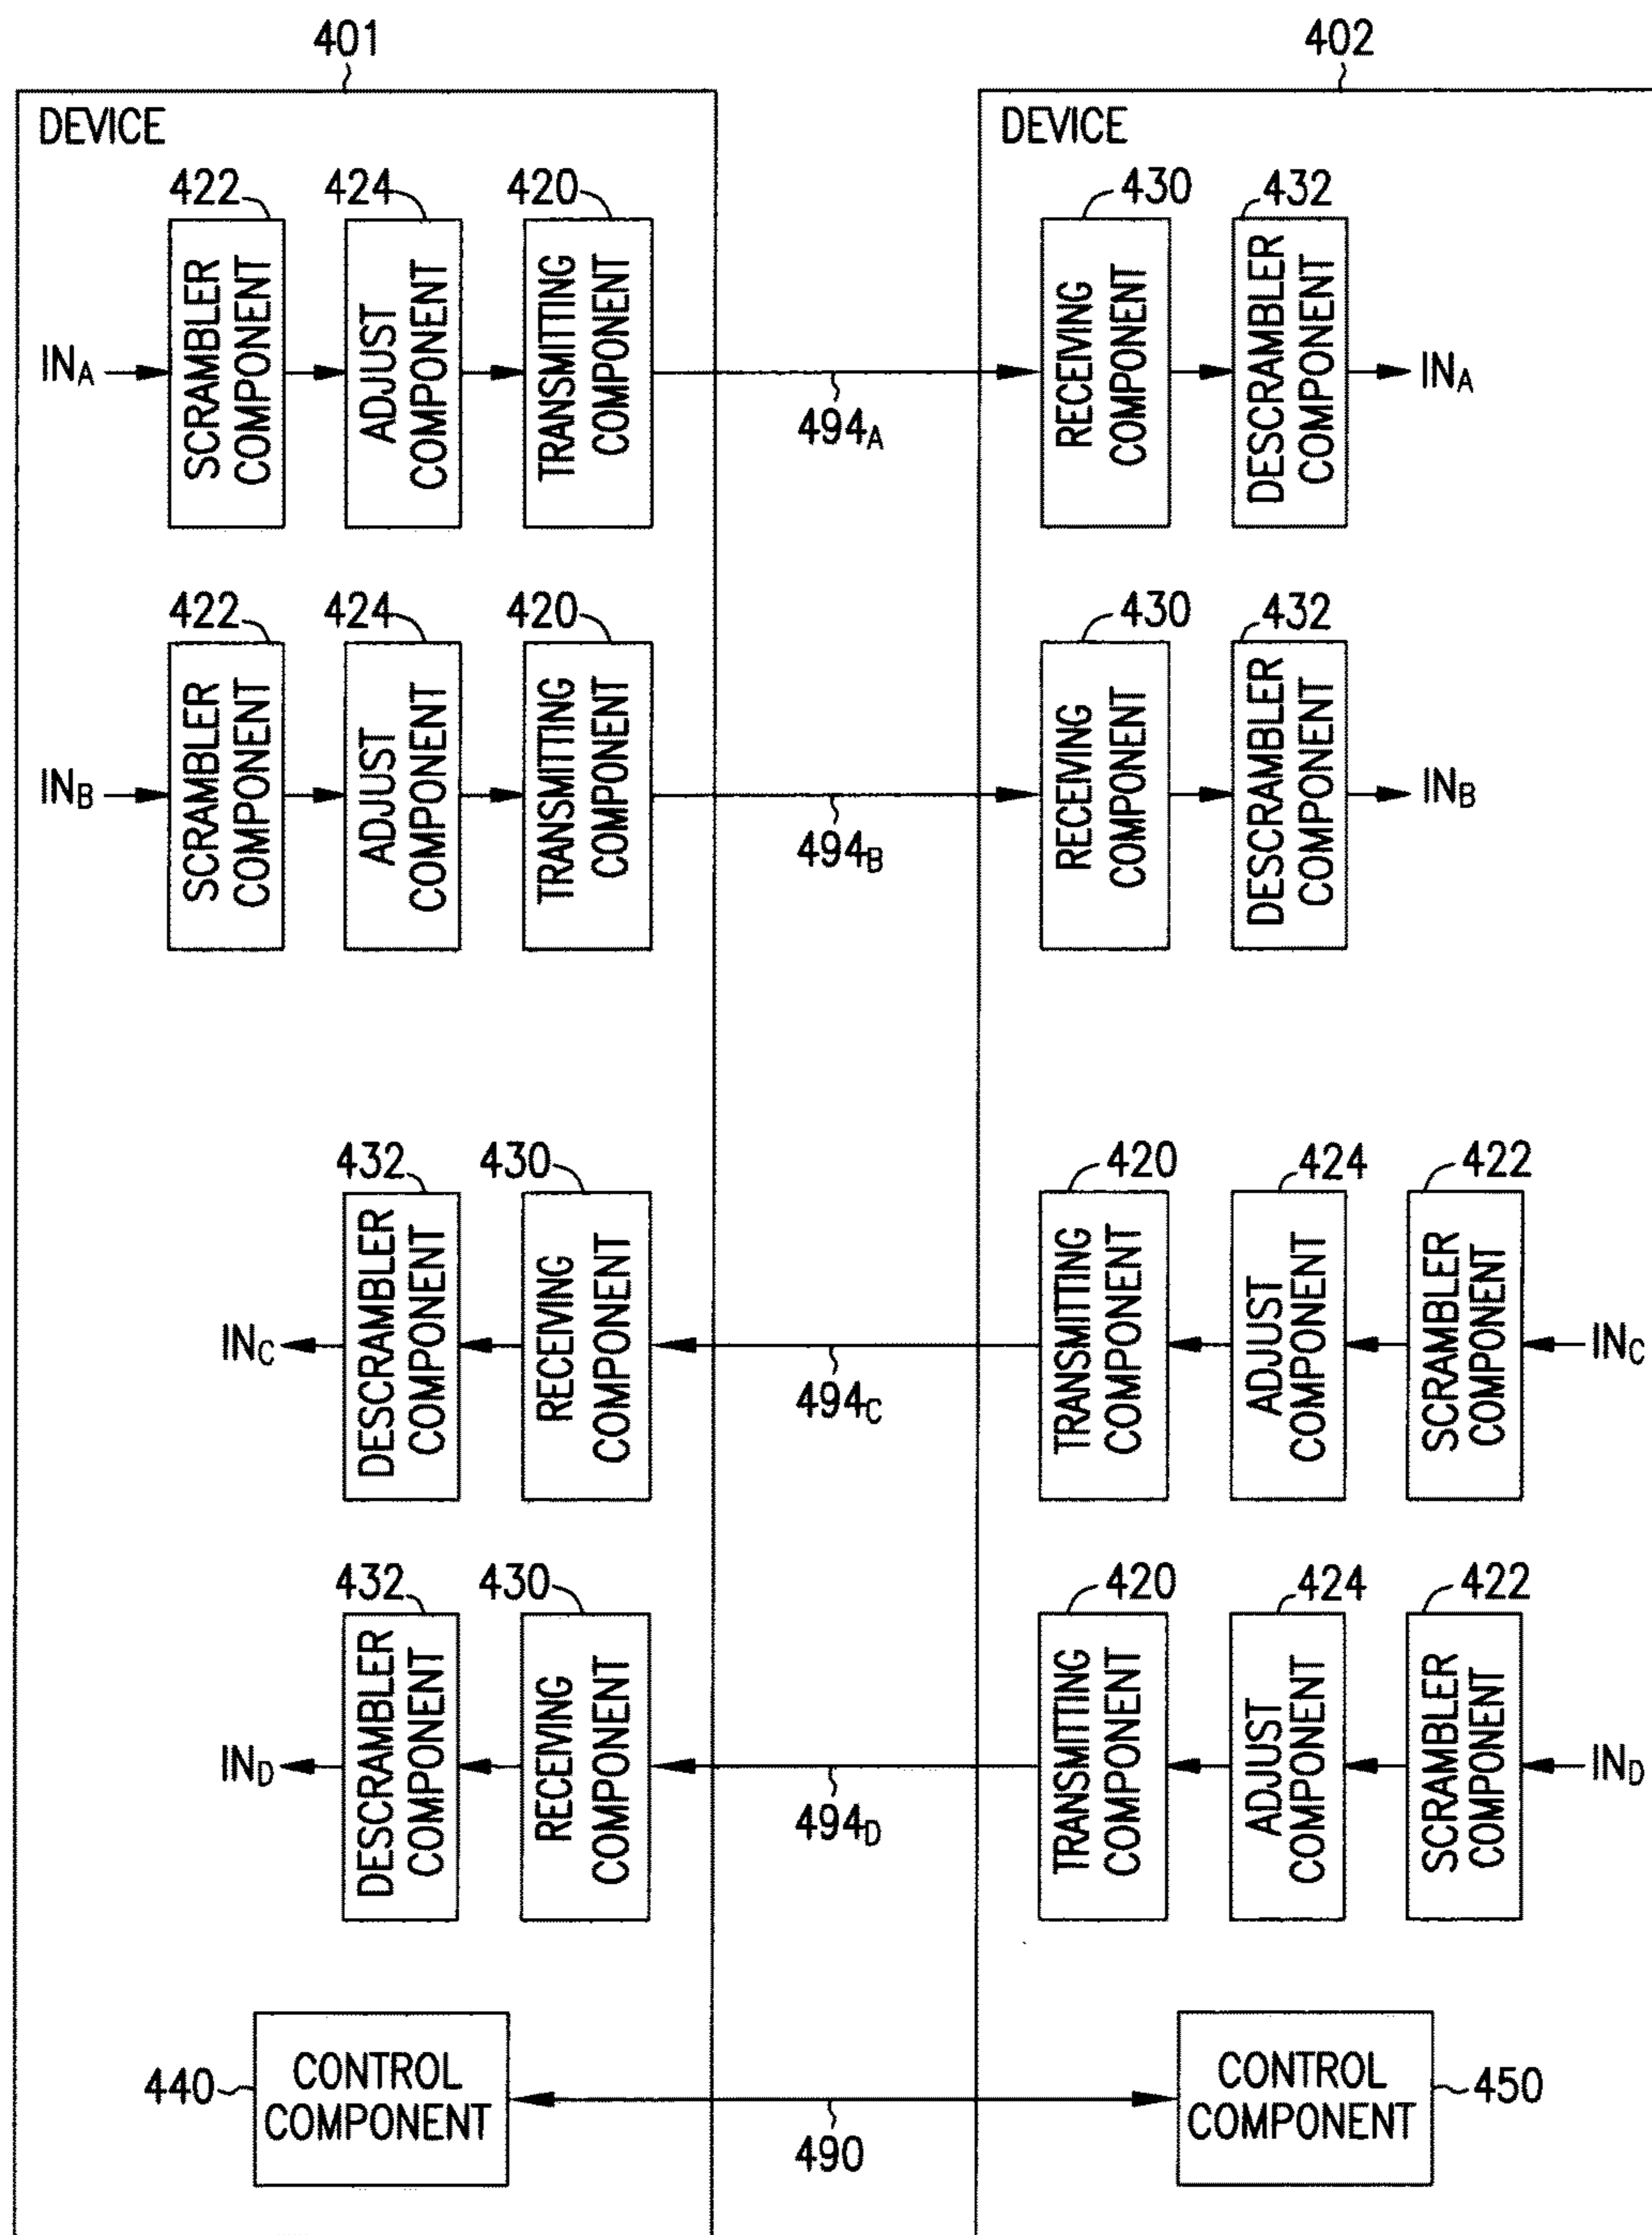 401
402
DEVICE
DEVICE
422
424
420
430
432
IN_A
SCRAMBLER
COMPONENT
ADJUST
COMPONENT
TRANSMITTING
COMPONENT
494_A
RECEIVING
COMPONENT
DESCRAMBLER
COMPONENT
IN_A
422
424
420
430
432
IN_B
SCRAMBLER
COMPONENT
ADJUST
COMPONENT
TRANSMITTING
COMPONENT
494_B
RECEIVING
COMPONENT
DESCRAMBLER
COMPONENT
IN_B
432
430
420
424
422
IN_C
DESCRAMBLER
COMPONENT
RECEIVING
COMPONENT
494_C
TRANSMITTING
COMPONENT
ADJUST
COMPONENT
SCRAMBLER
COMPONENT
IN_C
432
430
420
424
422
IN_D
DESCRAMBLER
COMPONENT
RECEIVING
COMPONENT
494_D
TRANSMITTING
COMPONENT
ADJUST
COMPONENT
SCRAMBLER
COMPONENT
IN_D
440
CONTROL
COMPONENT
490
CONTROL
COMPONENT
450